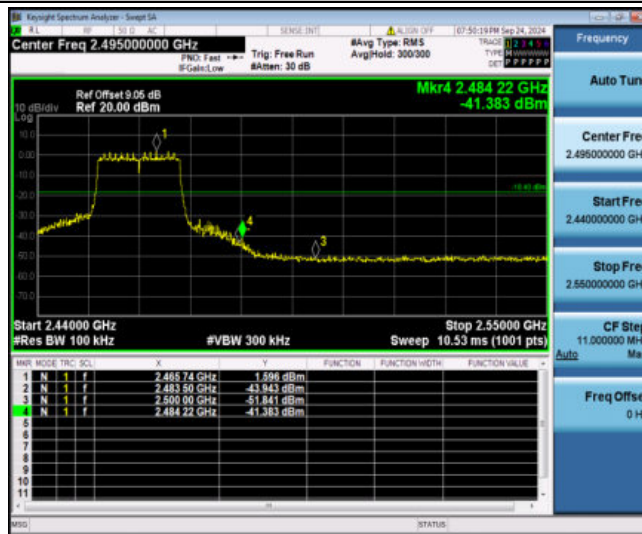 Keysight Spectrum Analyzer - Swept SA
RL RF 50 Ω AC SENSE:INT ALIGN OFF 07:50:19 PM Sep 24, 2024
Center Freq 2.495000000 GHz
PNO: Fast
IFGain:Low
Trig: Free Run
#Atten: 30 dB
#Avg Type: RMS
Avg|Hold: 300/300
TRACE 1 2 3 4 5 6
TYPE M
DET P P P P P P
Frequency
Mkr4 2.484 22 GHz
-41.383 dBm
Ref Offset 9.05 dB
10 dB/div Ref 20.00 dBm
Log
10.0
0.00
-10.0
-20.0
-30.0
-40.0
-50.0
-60.0
-70.0
1
4
3
Start 2.44000 GHz Stop 2.55000 GHz
#Res BW 100 kHz #VBW 300 kHz Sweep 10.53 ms (1001 pts)
MKR MODE TRC SCL X Y FUNCTION FUNCTION WIDTH FUNCTION VALUE
1 N 1 f 2.465 74 GHz 1.596 dBm
2 N 1 f 2.483 50 GHz -43.943 dBm
3 N 1 f 2.500 00 GHz -51.841 dBm
4 N 1 f 2.484 22 GHz -41.383 dBm
5
6
7
8
9
10
11
MSG STATUS
Auto Tun
Center Fre
2.495000000 GH
Start Fre
2.440000000 GH
Stop Fre
2.550000000 GH
CF Ste
11.000000 MH
Auto Ma
Freq Offse
0 H